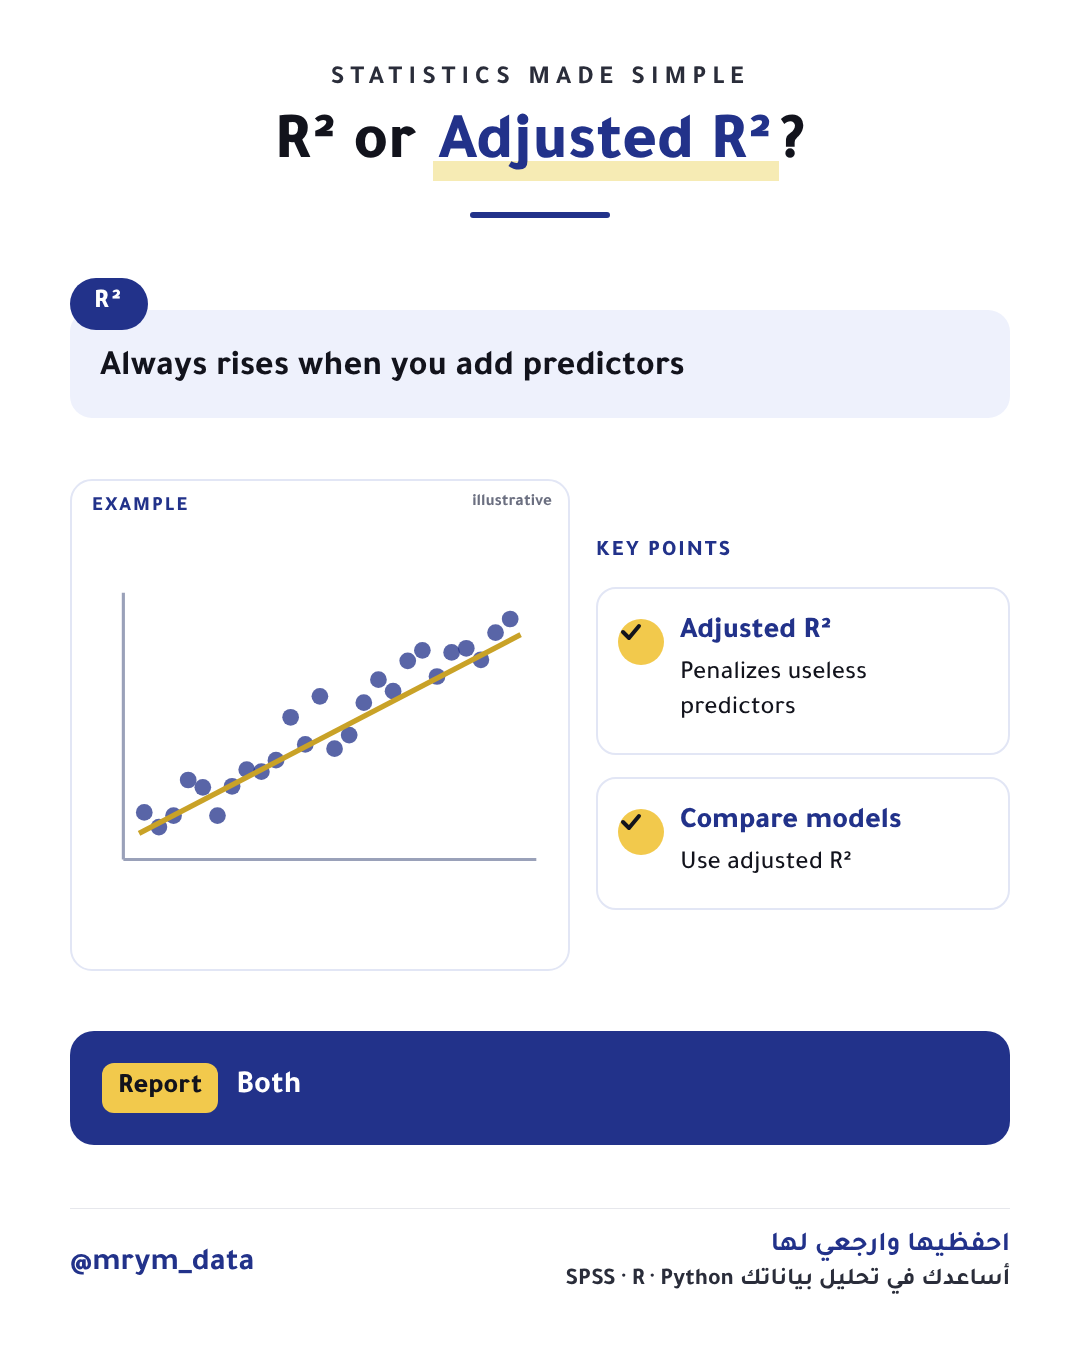 STATISTICS MADE SIMPLE
R² or Adjusted R²?
R²
Always rises when you add predictors
EXAMPLE
illustrative
KEY POINTS
Adjusted R²
Penalizes useless
predictors
Compare models
Use adjusted R²
Report Both
@mrym_data
احفظيها وارجعي لها
أساعدك في تحليل بياناتك SPSS · R · Python